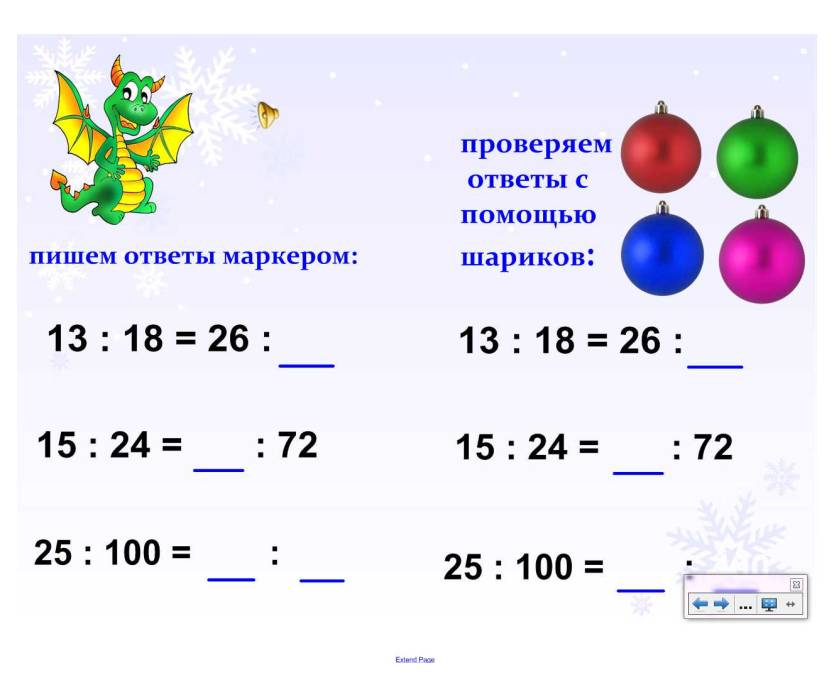 пишем ответы маркером:
13 : 18 = 26 : ___
15 : 24 = ___ : 72
25 : 100 = ___ : ___
проверяем
ответы с
помощью
шариков:
13 : 18 = 26 : ___
15 : 24 = ___ : 72
25 : 100 = ___ :
...
Extend Page